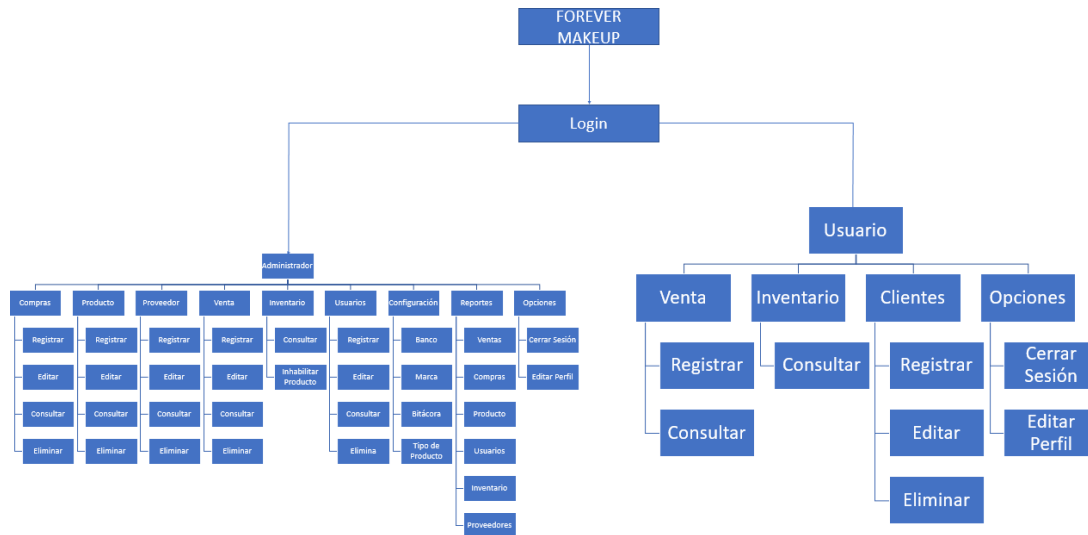 FOREVER
MAKEUP
Login
Administrador
Compras
Registrar
Editar
Consultar
Eliminar
Producto
Registrar
Editar
Consultar
Eliminar
Proveedor
Registrar
Editar
Consultar
Eliminar
Venta
Registrar
Editar
Consultar
Eliminar
Inventario
Consultar
Inhabilitar
Producto
Usuarios
Registrar
Editar
Consultar
Elimina
Configuración
Banco
Marca
Bitácora
Tipo de
Producto
Reportes
Ventas
Compras
Producto
Usuarios
Inventario
Proveedores
Opciones
Cerrar Sesión
Editar Perfil
Usuario
Venta
Registrar
Consultar
Inventario
Consultar
Clientes
Registrar
Editar
Eliminar
Opciones
Cerrar
Sesión
Editar
Perfil